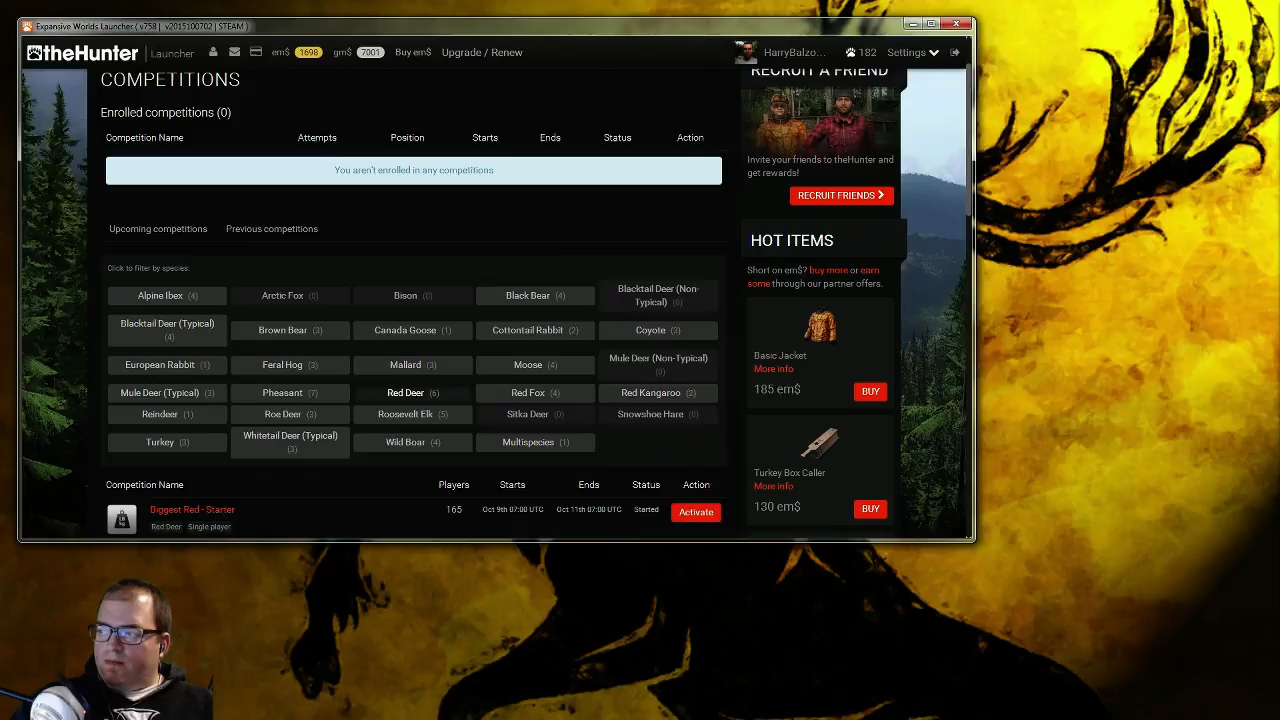 Expansive Worlds Launcher ( v758 | v2015100702 | STEAM )
theHunter Launcher em$ 1698 gm$ 7001 Buy em$ Upgrade / Renew HarryBalzo... 182 Settings
COMPETITIONS
Enrolled competitions (0)
Competition Name Attempts Position Starts Ends Status Action
You aren't enrolled in any competitions
Upcoming competitions Previous competitions
Click to filter by species:
Alpine Ibex (4) Arctic Fox (0) Bison (0) Black Bear (4) Blacktail Deer (Non-
Typical) (0)
Blacktail Deer (Typical)
(4)
Brown Bear (3) Canada Goose (1) Cottontail Rabbit (2) Coyote (3)
European Rabbit (1) Feral Hog (3) Mallard (3) Moose (4) Mule Deer (Non-Typical)
(0)
Mule Deer (Typical) (3) Pheasant (7) Red Deer (6) Red Fox (4) Red Kangaroo (2)
Reindeer (1) Roe Deer (3) Roosevelt Elk (5) Sitka Deer (0) Snowshoe Hare (0)
Turkey (3) Whitetail Deer (Typical)
(3)
Wild Boar (4) Multispecies (1)
Competition Name Players Starts Ends Status Action
Biggest Red - Starter 165 Oct 9th 07:00 UTC Oct 11th 07:00 UTC Started Activate
Red Deer Single player
RECRUIT A FRIEND
Invite your friends to theHunter and
get rewards!
RECRUIT FRIENDS
HOT ITEMS
Short on em$? buy more or earn
some through our partner offers.
Basic Jacket
More info
185 em$ BUY
Turkey Box Caller
More info
130 em$ BUY